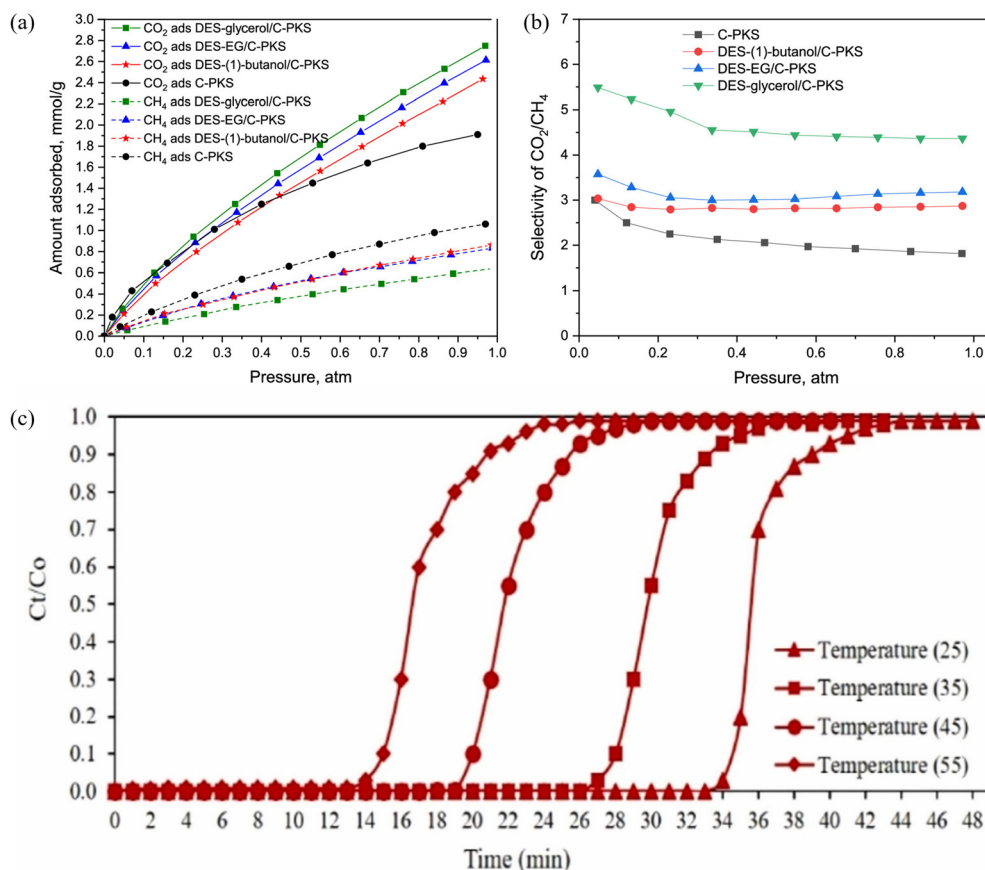 (a)
3.0
2.8
2.6
2.4
2.2
2.0
1.8
1.6
1.4
1.2
1.0
0.8
0.6
0.4
0.2
0.0
Amount adsorbed, mmol/g
CO₂ ads DES-glycerol/C-PKS
CO₂ ads DES-EG/C-PKS
CO₂ ads DES-(1)-butanol/C-PKS
CO₂ ads C-PKS
CH₄ ads DES-glycerol/C-PKS
CH₄ ads DES-EG/C-PKS
CH₄ ads DES-(1)-butanol/C-PKS
CH₄ ads C-PKS
0.0 0.1 0.2 0.3 0.4 0.5 0.6 0.7 0.8 0.9 1.0
Pressure, atm
(b)
7
6
5
4
3
2
1
0
Selectivity of CO₂/CH₄
C-PKS
DES-(1)-butanol/C-PKS
DES-EG/C-PKS
DES-glycerol/C-PKS
0.0 0.2 0.4 0.6 0.8 1.0
Pressure, atm
(c)
1.0
0.9
0.8
0.7
0.6
0.5
0.4
0.3
0.2
0.1
0.0
Ct/Co
Temperature (25)
Temperature (35)
Temperature (45)
Temperature (55)
0 2 4 6 8 10 12 14 16 18 20 22 24 26 28 30 32 34 36 38 40 42 44 46 48
Time (min)